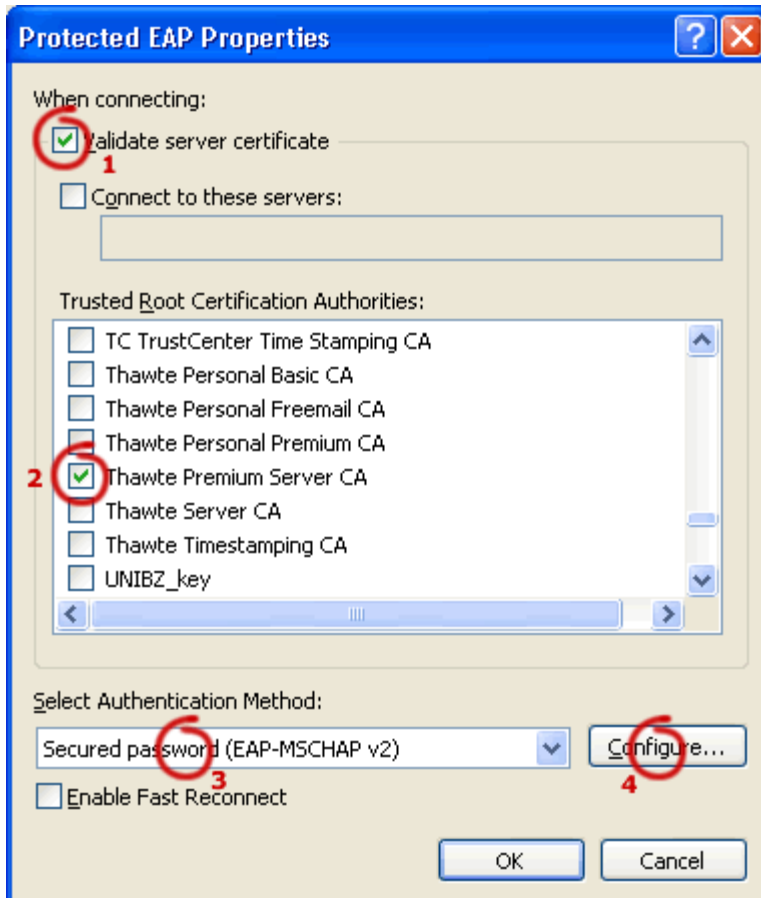 Protected EAP Properties
When connecting:
Validate server certificate
1
Connect to these servers:
Trusted Root Certification Authorities:
TC TrustCenter Time Stamping CA
Thawte Personal Basic CA
Thawte Personal Freemail CA
Thawte Personal Premium CA
2 Thawte Premium Server CA
Thawte Server CA
Thawte Timestamping CA
UNIBZ_key
Select Authentication Method:
Secured password (EAP-MSCHAP v2) Configure...
3 4
Enable Fast Reconnect
OK Cancel